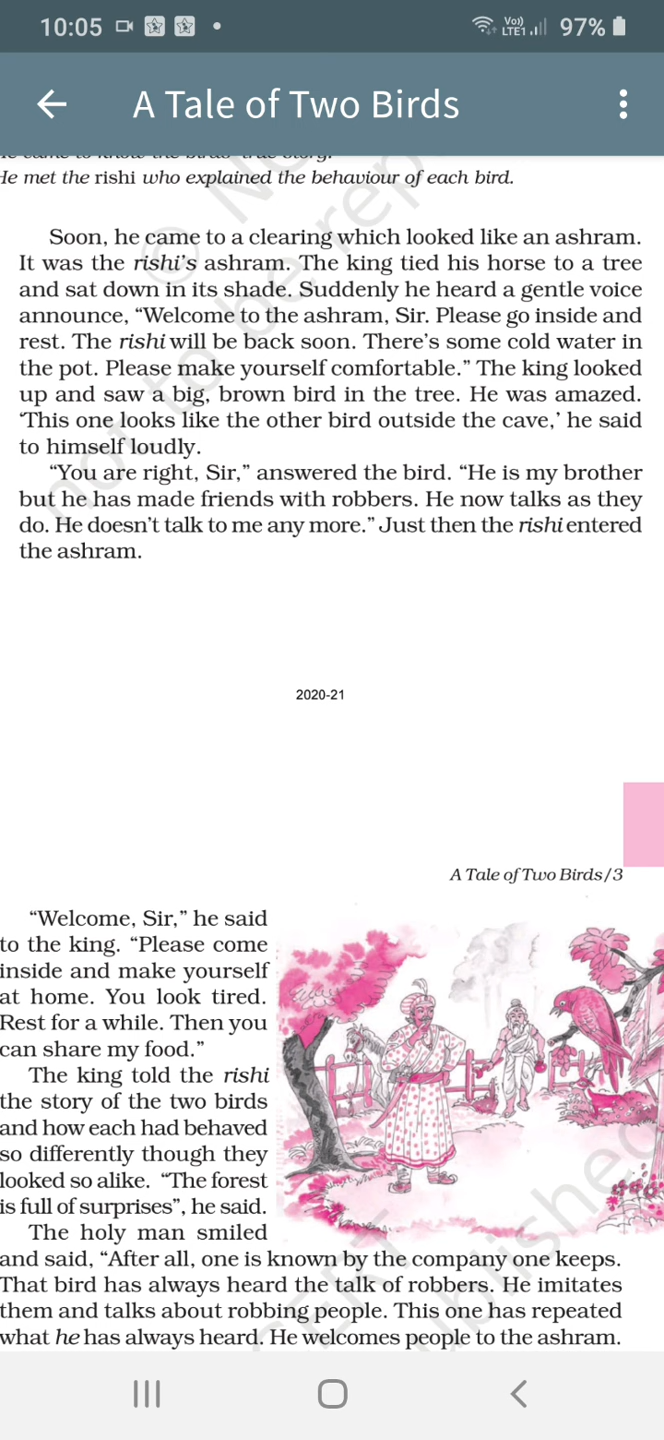 10:05
Vo))
LTE1
97%
A Tale of Two Birds
He came to know the birds' true story.
He met the rishi who explained the behaviour of each bird.
Soon, he came to a clearing which looked like an ashram.
It was the rishi's ashram. The king tied his horse to a tree
and sat down in its shade. Suddenly he heard a gentle voice
announce, “Welcome to the ashram, Sir. Please go inside and
rest. The rishi will be back soon. There's some cold water in
the pot. Please make yourself comfortable.” The king looked
up and saw a big, brown bird in the tree. He was amazed.
‘This one looks like the other bird outside the cave,’ he said
to himself loudly.
“You are right, Sir,” answered the bird. “He is my brother
but he has made friends with robbers. He now talks as they
do. He doesn't talk to me any more.” Just then the rishi entered
the ashram.
2020-21
A Tale of Two Birds/3
“Welcome, Sir,” he said
to the king. “Please come
inside and make yourself
at home. You look tired.
Rest for a while. Then you
can share my food.”
The king told the rishi
the story of the two birds
and how each had behaved
so differently though they
looked so alike. “The forest
is full of surprises”, he said.
The holy man smiled
and said, “After all, one is known by the company one keeps.
That bird has always heard the talk of robbers. He imitates
them and talks about robbing people. This one has repeated
what he has always heard. He welcomes people to the ashram.